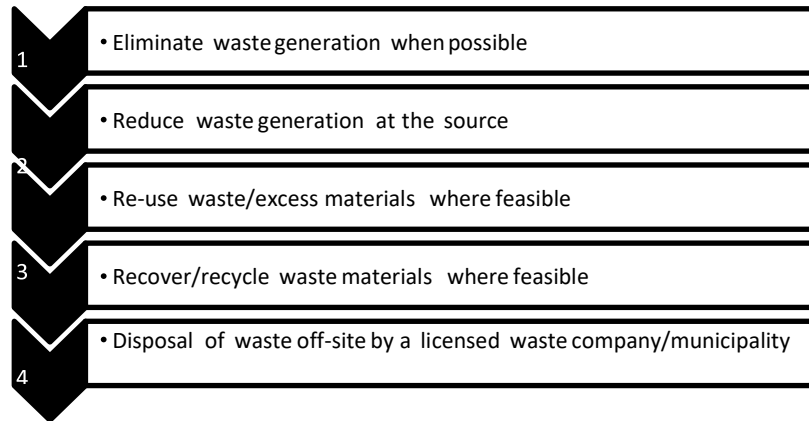 1
• Eliminate waste generation when possible
• Reduce waste generation at the source
2
• Re-use waste/excess materials where feasible
3
• Recover/recycle waste materials where feasible
• Disposal of waste off-site by a licensed waste company/municipality
4